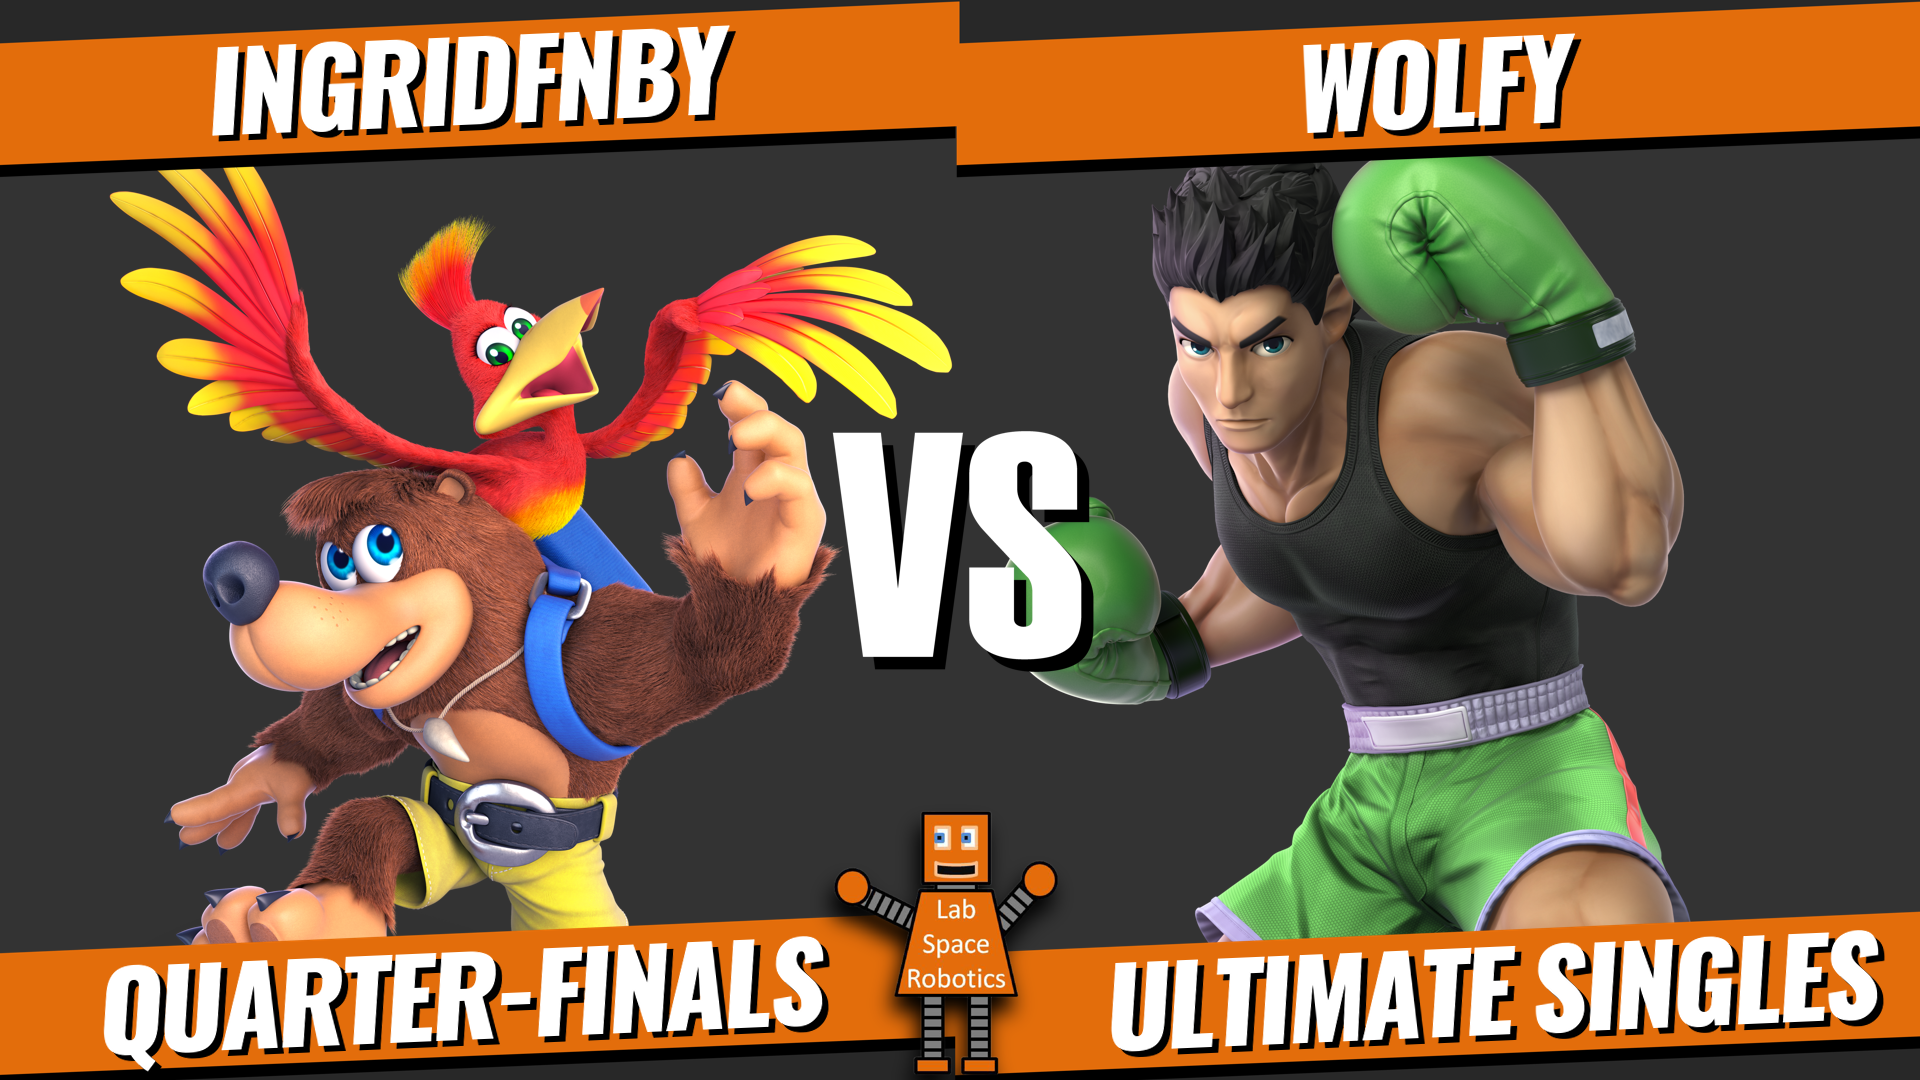 INGRIDFNBY
WOLFY
VS
Lab
Space
Robotics
QUARTER-FINALS
ULTIMATE SINGLES